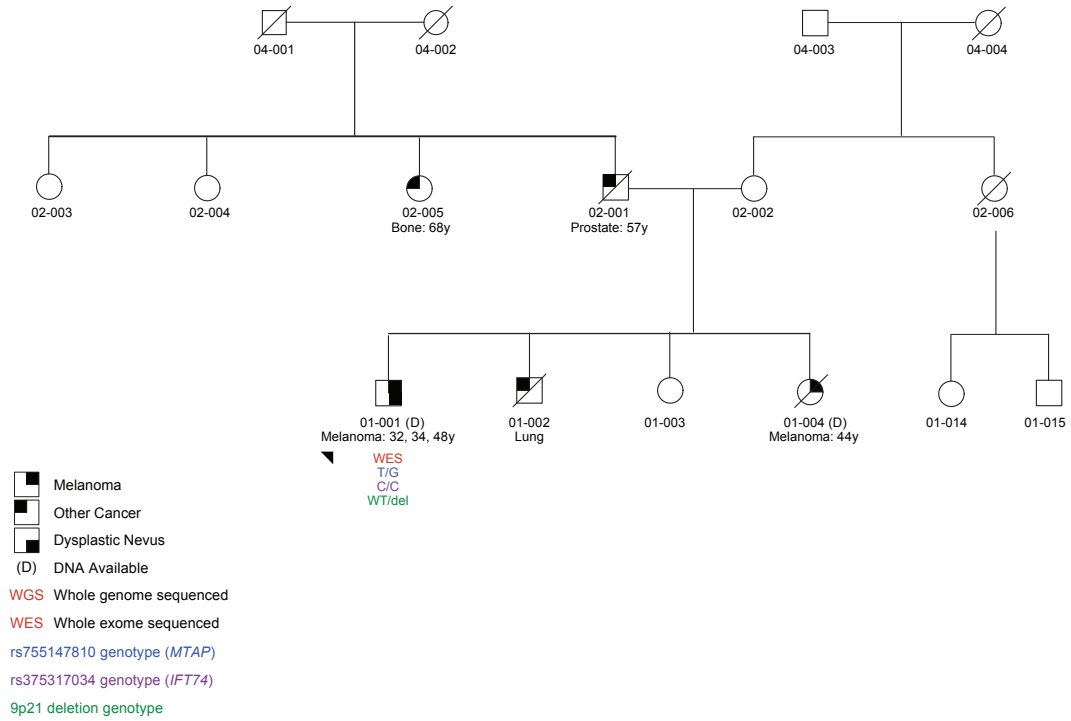 04-001
04-002
04-003
04-004
02-003
02-004
02-005
Bone: 68y
02-001
Prostate: 57y
02-002
02-006
01-001 (D)
Melanoma: 32, 34, 48y
WES
T/G
C/C
WT/del
01-002
Lung
01-003
01-004 (D)
Melanoma: 44y
01-014
01-015
Melanoma
Other Cancer
Dysplastic Nevus
(D) DNA Available
WGS Whole genome sequenced
WES Whole exome sequenced
rs755147810 genotype (MTAP)
rs375317034 genotype (IFT74)
9p21 deletion genotype